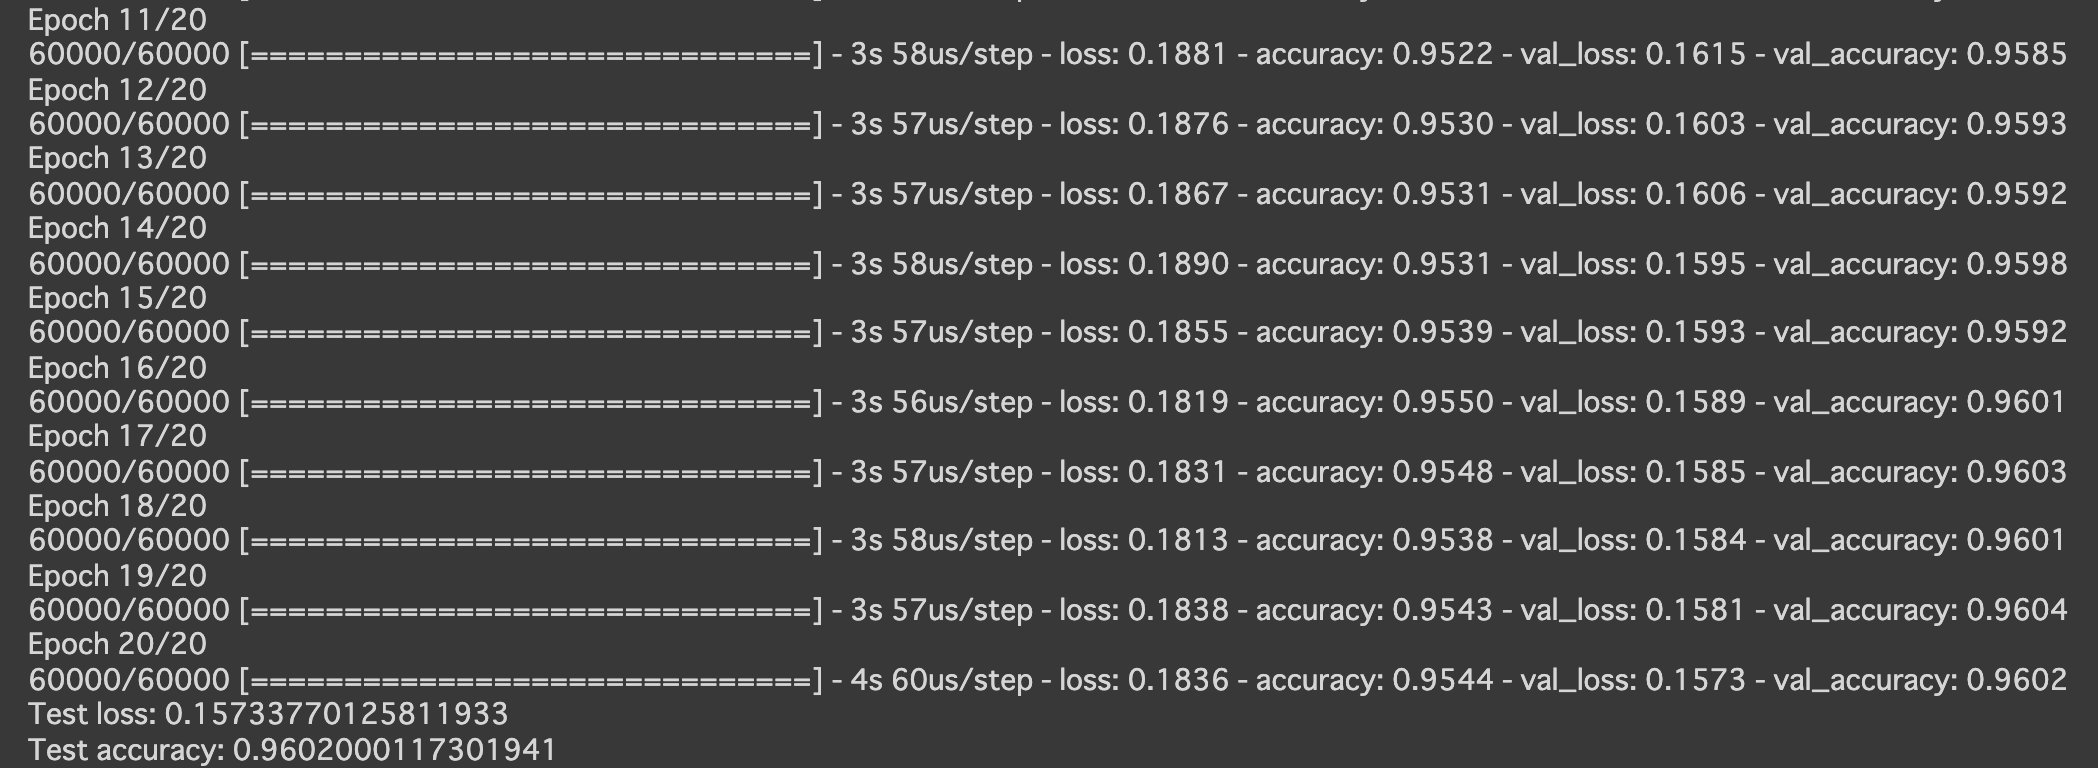 Epoch 11/20
60000/60000 [==============================] - 3s 58us/step - loss: 0.1881 - accuracy: 0.9522 - val_loss: 0.1615 - val_accuracy: 0.9585
Epoch 12/20
60000/60000 [==============================] - 3s 57us/step - loss: 0.1876 - accuracy: 0.9530 - val_loss: 0.1603 - val_accuracy: 0.9593
Epoch 13/20
60000/60000 [==============================] - 3s 57us/step - loss: 0.1867 - accuracy: 0.9531 - val_loss: 0.1606 - val_accuracy: 0.9592
Epoch 14/20
60000/60000 [==============================] - 3s 58us/step - loss: 0.1890 - accuracy: 0.9531 - val_loss: 0.1595 - val_accuracy: 0.9598
Epoch 15/20
60000/60000 [==============================] - 3s 57us/step - loss: 0.1855 - accuracy: 0.9539 - val_loss: 0.1593 - val_accuracy: 0.9592
Epoch 16/20
60000/60000 [==============================] - 3s 56us/step - loss: 0.1819 - accuracy: 0.9550 - val_loss: 0.1589 - val_accuracy: 0.9601
Epoch 17/20
60000/60000 [==============================] - 3s 57us/step - loss: 0.1831 - accuracy: 0.9548 - val_loss: 0.1585 - val_accuracy: 0.9603
Epoch 18/20
60000/60000 [==============================] - 3s 58us/step - loss: 0.1813 - accuracy: 0.9538 - val_loss: 0.1584 - val_accuracy: 0.9601
Epoch 19/20
60000/60000 [==============================] - 3s 57us/step - loss: 0.1838 - accuracy: 0.9543 - val_loss: 0.1581 - val_accuracy: 0.9604
Epoch 20/20
60000/60000 [==============================] - 4s 60us/step - loss: 0.1836 - accuracy: 0.9544 - val_loss: 0.1573 - val_accuracy: 0.9602
Test loss: 0.15733770125811933
Test accuracy: 0.9602000117301941